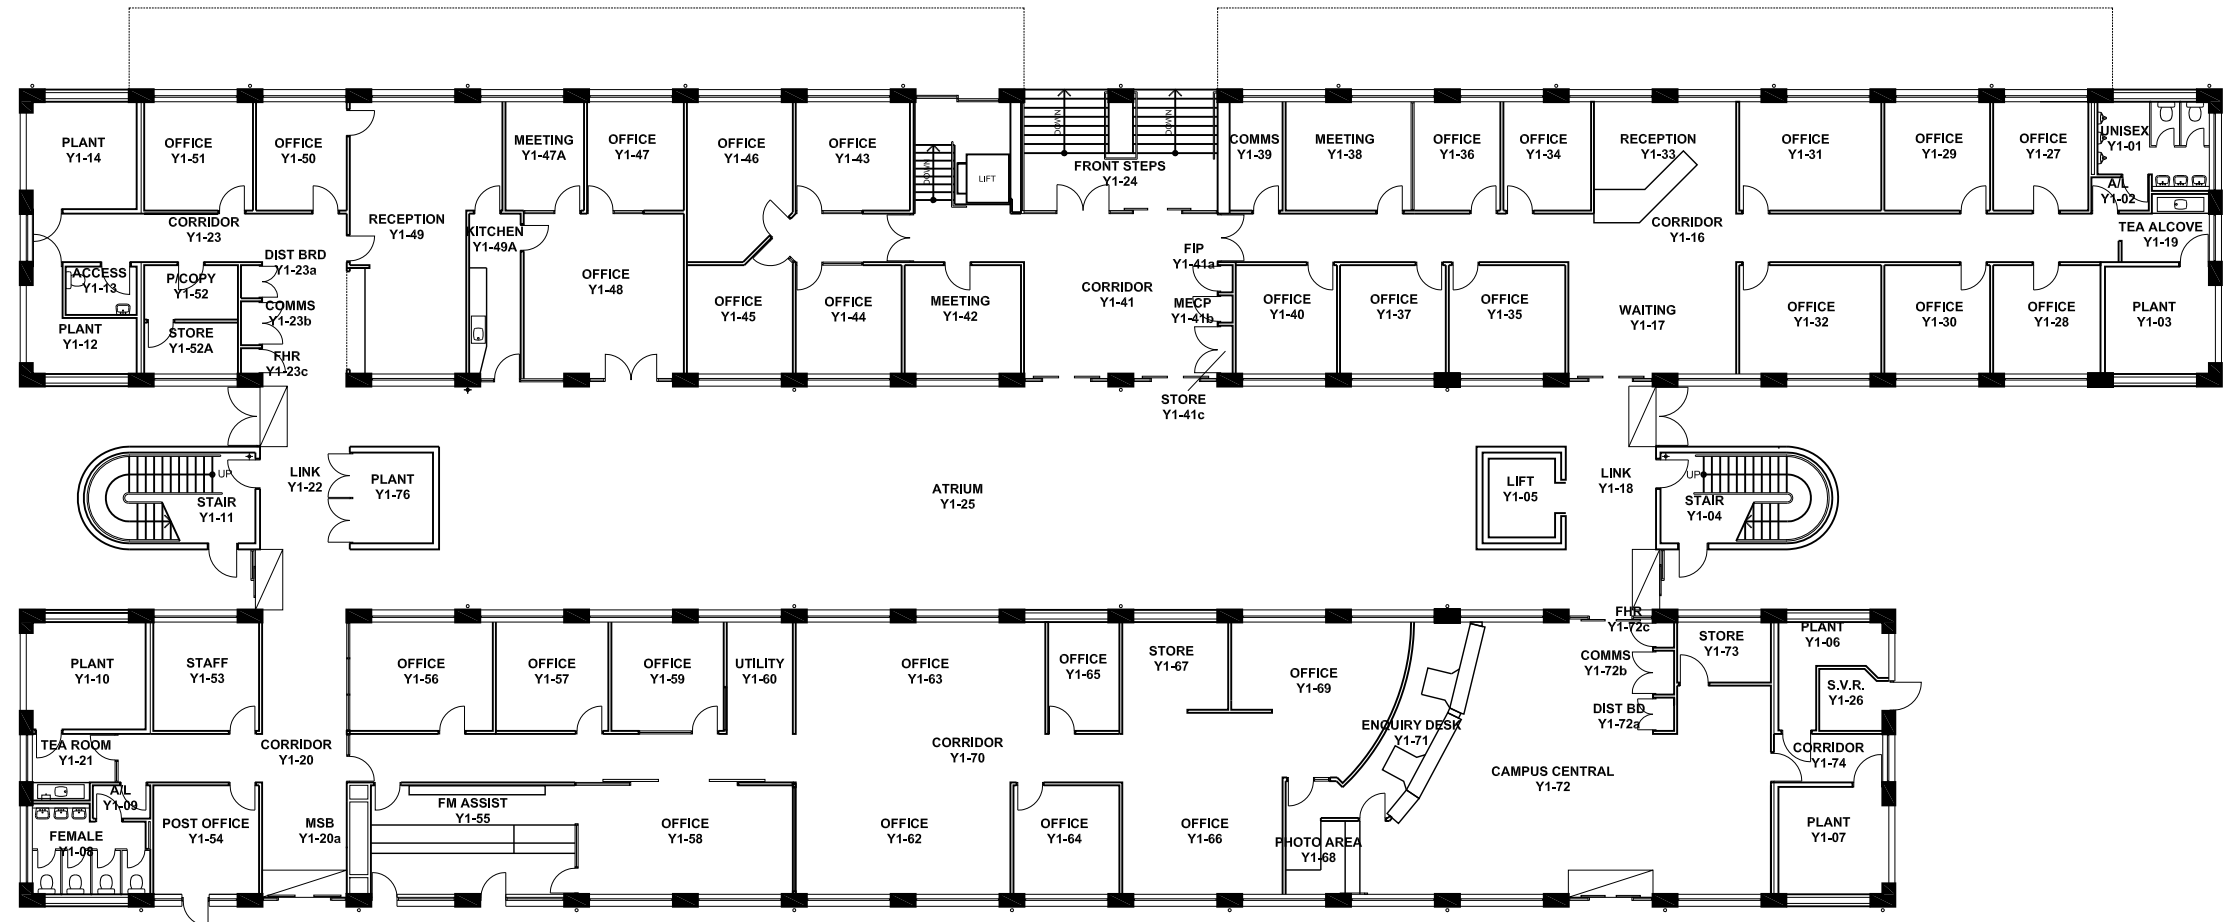 PLANT
Y1-14
OFFICE
Y1-51
OFFICE
Y1-50
MEETING
Y1-47A
OFFICE
Y1-47
OFFICE
Y1-46
OFFICE
Y1-43
DOWN
LIFT
DOWN
DOWN
FRONT STEPS
Y1-24
COMMS
Y1-39
MEETING
Y1-38
OFFICE
Y1-36
OFFICE
Y1-34
RECEPTION
Y1-33
OFFICE
Y1-31
OFFICE
Y1-29
OFFICE
Y1-27
UNISEX
Y1-01
A/L
Y1-02
CORRIDOR
Y1-23
RECEPTION
Y1-49
KITCHEN
Y1-49A
CORRIDOR
Y1-16
TEA ALCOVE
Y1-19
ACCESS
Y1-13
P/COPY
Y1-52
DIST BRD
Y1-23a
OFFICE
Y1-48
FIP
Y1-41a
PLANT
Y1-12
STORE
Y1-52A
COMMS
Y1-23b
FHR
Y1-23c
OFFICE
Y1-45
OFFICE
Y1-44
MEETING
Y1-42
CORRIDOR
Y1-41
MECP
Y1-41b
OFFICE
Y1-40
OFFICE
Y1-37
OFFICE
Y1-35
WAITING
Y1-17
OFFICE
Y1-32
OFFICE
Y1-30
OFFICE
Y1-28
PLANT
Y1-03
STORE
Y1-41c
UP
STAIR
Y1-11
LINK
Y1-22
PLANT
Y1-76
ATRIUM
Y1-25
LIFT
Y1-05
LINK
Y1-18
UP
STAIR
Y1-04
PLANT
Y1-10
STAFF
Y1-53
OFFICE
Y1-56
OFFICE
Y1-57
OFFICE
Y1-59
UTILITY
Y1-60
OFFICE
Y1-63
OFFICE
Y1-65
STORE
Y1-67
OFFICE
Y1-69
FHR
Y1-72c
COMMS
Y1-72b
STORE
Y1-73
PLANT
Y1-06
S.V.R.
Y1-26
DIST BD
Y1-72a
ENQUIRY DESK
Y1-71
TEA ROOM
Y1-21
CORRIDOR
Y1-20
CORRIDOR
Y1-70
CAMPUS CENTRAL
Y1-72
CORRIDOR
Y1-74
A/L
Y1-09
FEMALE
Y1-08
POST OFFICE
Y1-54
MSB
Y1-20a
FM ASSIST
Y1-55
OFFICE
Y1-58
OFFICE
Y1-62
OFFICE
Y1-64
OFFICE
Y1-66
PHOTO AREA
Y1-68
PLANT
Y1-07